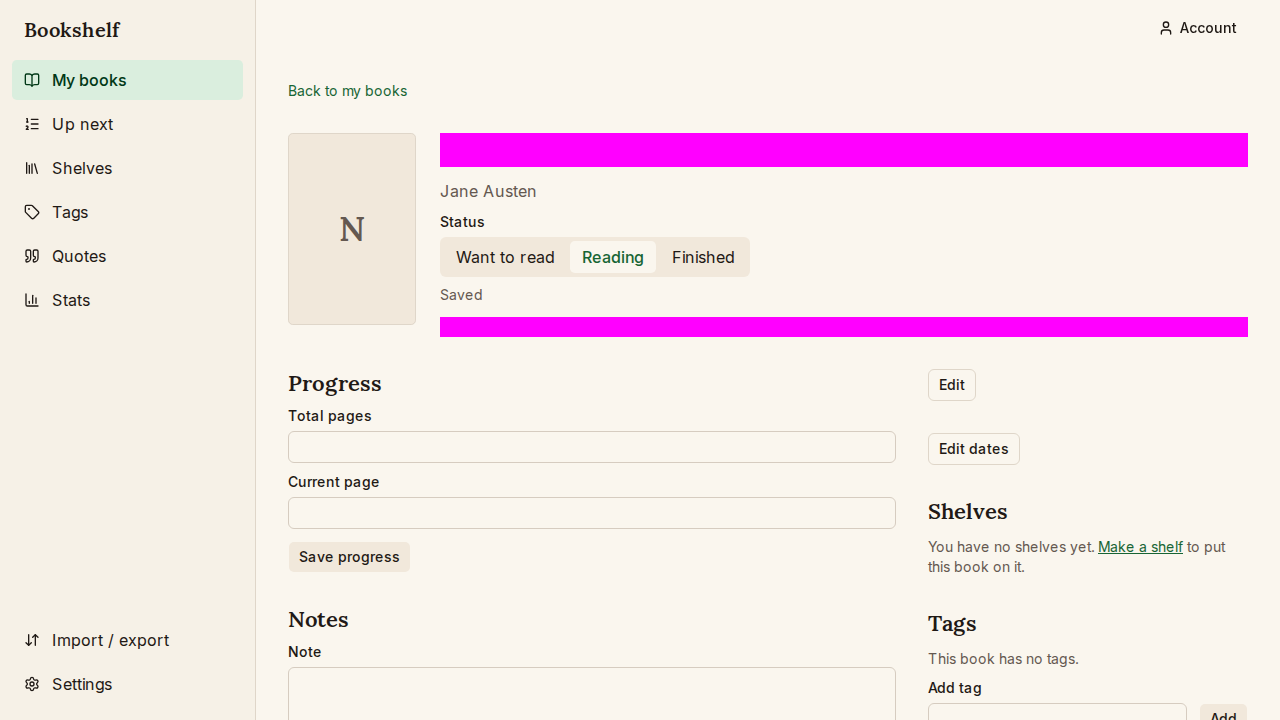 Bookshelf
My books
Up next
Shelves
Tags
Quotes
Stats
Import / export
Settings
Account
Back to my books
N
Jane Austen
Status
Want to read
Reading
Finished
Saved
Progress
Total pages
Current page
Save progress
Notes
Note
Edit
Edit dates
Shelves
You have no shelves yet. Make a shelf to put
this book on it.
Tags
This book has no tags.
Add tag
Add